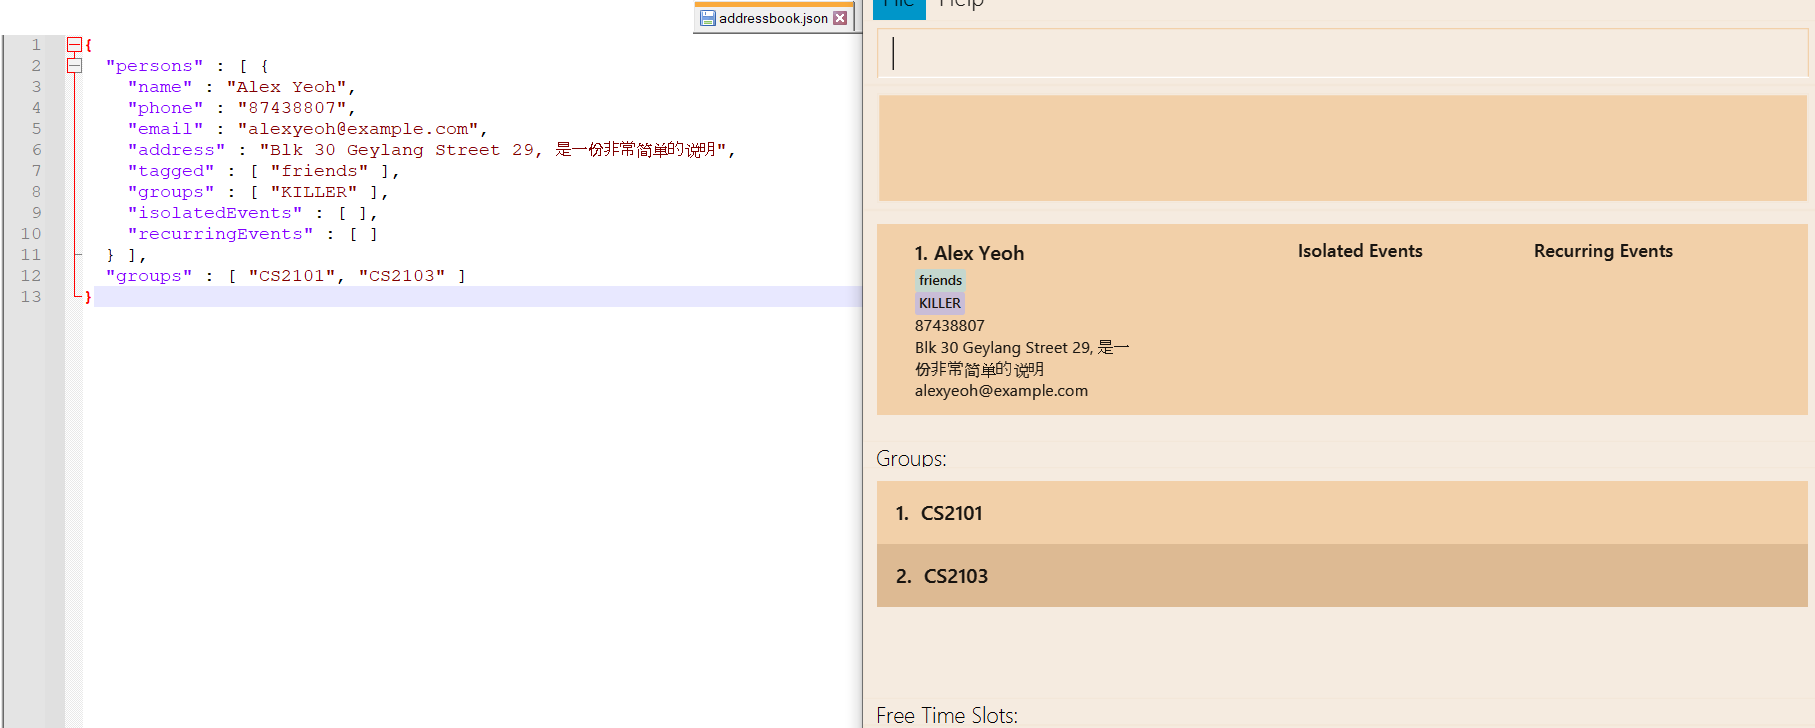 addressbook.json
1 {
2 "persons" : [ {
3 "name" : "Alex Yeoh",
4 "phone" : "87438807",
5 "email" : "alexyeoh@example.com",
6 "address" : "Blk 30 Geylang Street 29, 是一份非常简单的说明",
7 "tagged" : [ "friends" ],
8 "groups" : [ "KILLER" ],
9 "isolatedEvents" : [ ],
10 "recurringEvents" : [ ]
11 } ],
12 "groups" : [ "CS2101", "CS2103" ]
13 }
File Help
1. Alex Yeoh Isolated Events Recurring Events
friends
KILLER
87438807
Blk 30 Geylang Street 29, 是一
份非常简单的说明
alexyeoh@example.com
Groups:
1. CS2101
2. CS2103
Free Time Slots: